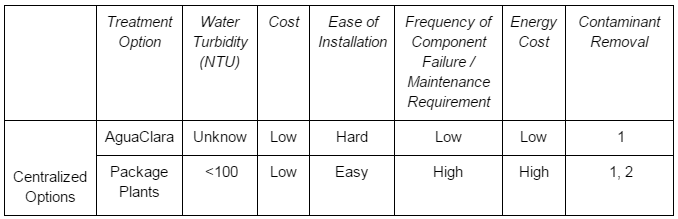 Treatment Option Water Turbidity (NTU) Cost Ease of Installation Frequency of Component Failure / Maintenance Requirement Energy Cost Contaminant Removal
Centralized Options
AguaClara Unknow Low Hard Low Low 1
Package Plants <100 Low Easy High High 1, 2